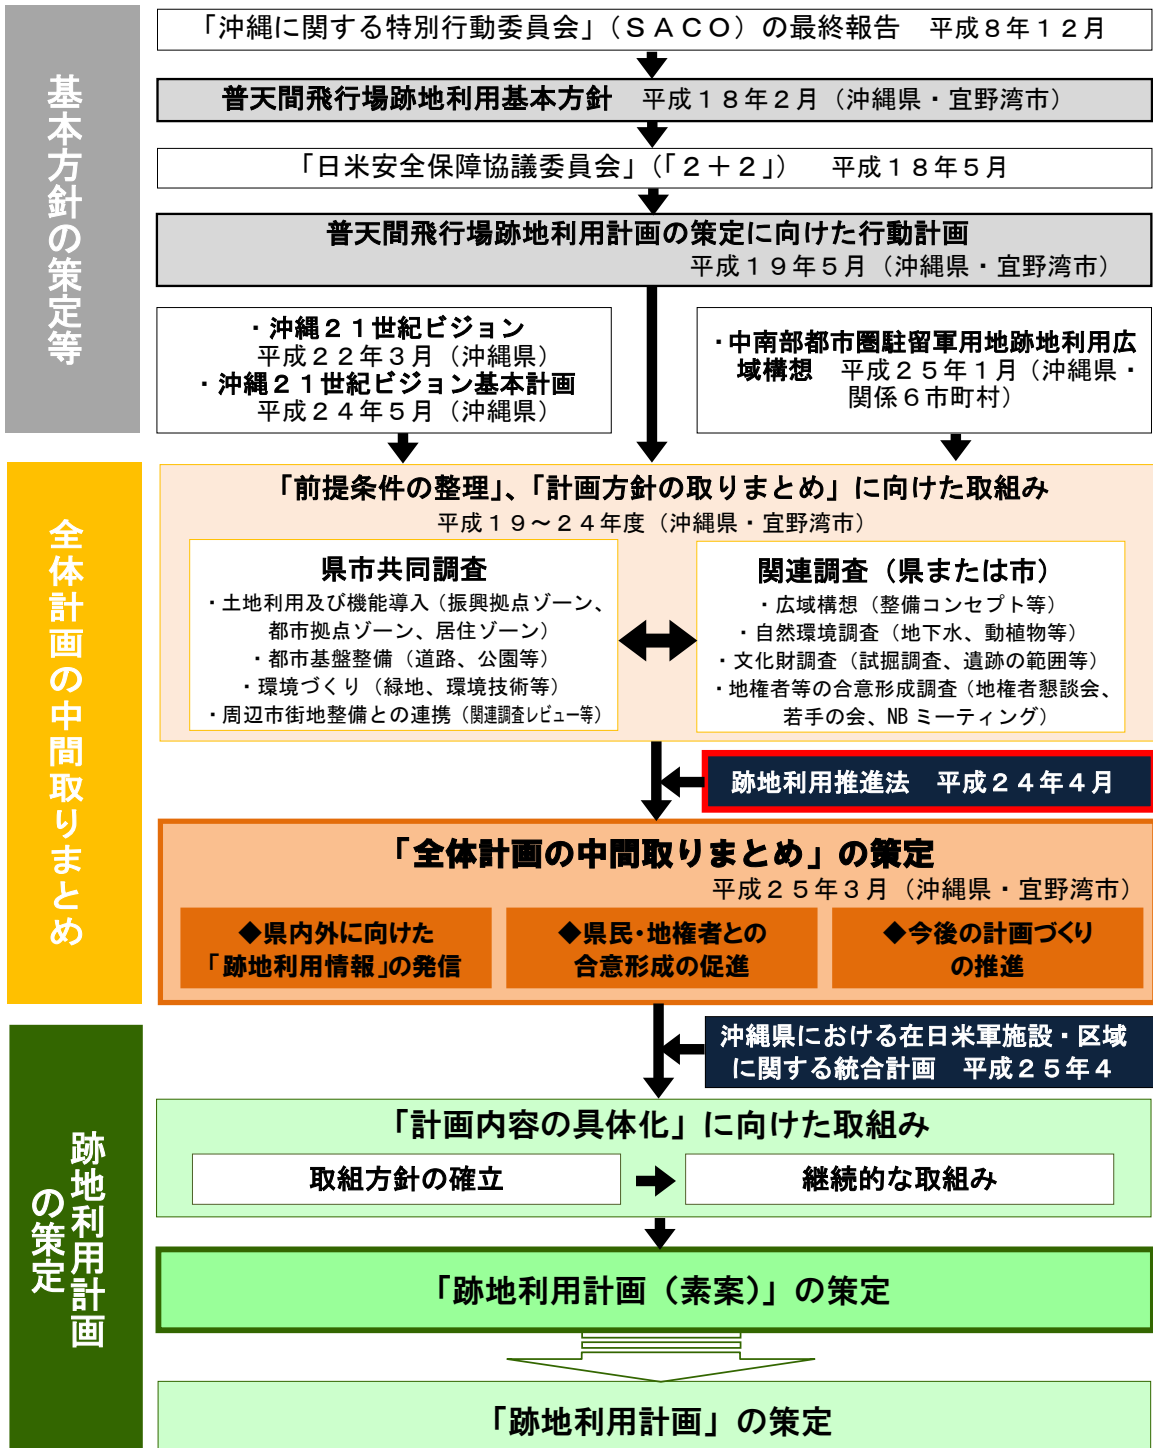 基本方針の策定等
「沖縄に関する特別行動委員会」（ＳＡＣＯ）の最終報告　平成８年１２月
普天間飛行場跡地利用基本方針　平成１８年２月（沖縄県・宜野湾市）
「日米安全保障協議委員会」（「２＋２」）　平成１８年５月
普天間飛行場跡地利用計画の策定に向けた行動計画
平成１９年５月（沖縄県・宜野湾市）
・沖縄２１世紀ビジョン
平成２２年３月（沖縄県）
・沖縄２１世紀ビジョン基本計画
平成２４年５月（沖縄県）
・中南部都市圏駐留軍用地跡地利用広
域構想　平成２５年１月（沖縄県・
関係６市町村）
全体計画の中間取りまとめ
「前提条件の整理」、「計画方針の取りまとめ」に向けた取組み
平成１９～２４年度（沖縄県・宜野湾市）
県市共同調査
・土地利用及び機能導入（振興拠点ゾーン、
都市拠点ゾーン、居住ゾーン）
・都市基盤整備（道路、公園等）
・環境づくり（緑地、環境技術等）
・周辺市街地整備との連携（関連調査レビュー等）
関連調査（県または市）
・広域構想（整備コンセプト等）
・自然環境調査（地下水、動植物等）
・文化財調査（試掘調査、遺跡の範囲等）
・地権者等の合意形成調査（地権者懇談会、
若手の会、NBミーティング）
跡地利用推進法　平成２４年４月
「全体計画の中間取りまとめ」の策定
平成２５年３月（沖縄県・宜野湾市）
◆県内外に向けた
「跡地利用情報」の発信
◆県民・地権者との
合意形成の促進
◆今後の計画づくり
の推進
跡地利用計画
の策定
沖縄県における在日米軍施設・区域
に関する統合計画　平成２５年４
「計画内容の具体化」に向けた取組み
取組方針の確立
継続的な取組み
「跡地利用計画（素案）」の策定
「跡地利用計画」の策定